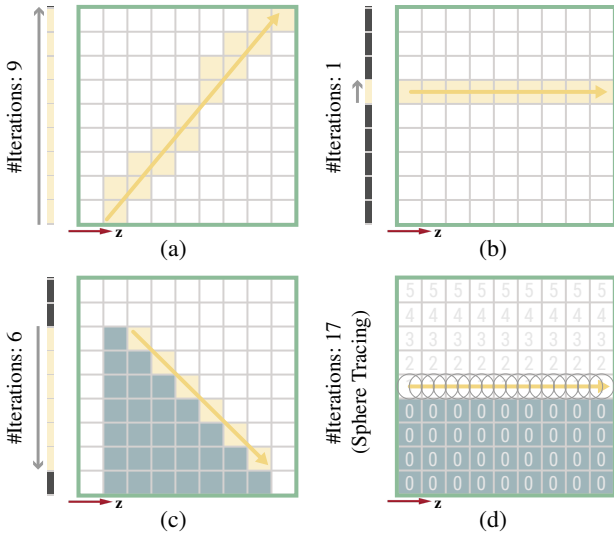 #Iterations: 9
z
(a)
#Iterations: 1
z
(b)
#Iterations: 6
z
(c)
#Iterations: 17
(Sphere Tracing)
5 5 5 5 5 5 5 5 5
4 4 4 4 4 4 4 4 4
3 3 3 3 3 3 3 3 3
2 2 2 2 2 2 2 2 2
0 0 0 0 0 0 0 0 0
0 0 0 0 0 0 0 0 0
0 0 0 0 0 0 0 0 0
0 0 0 0 0 0 0 0 0
z
(d)